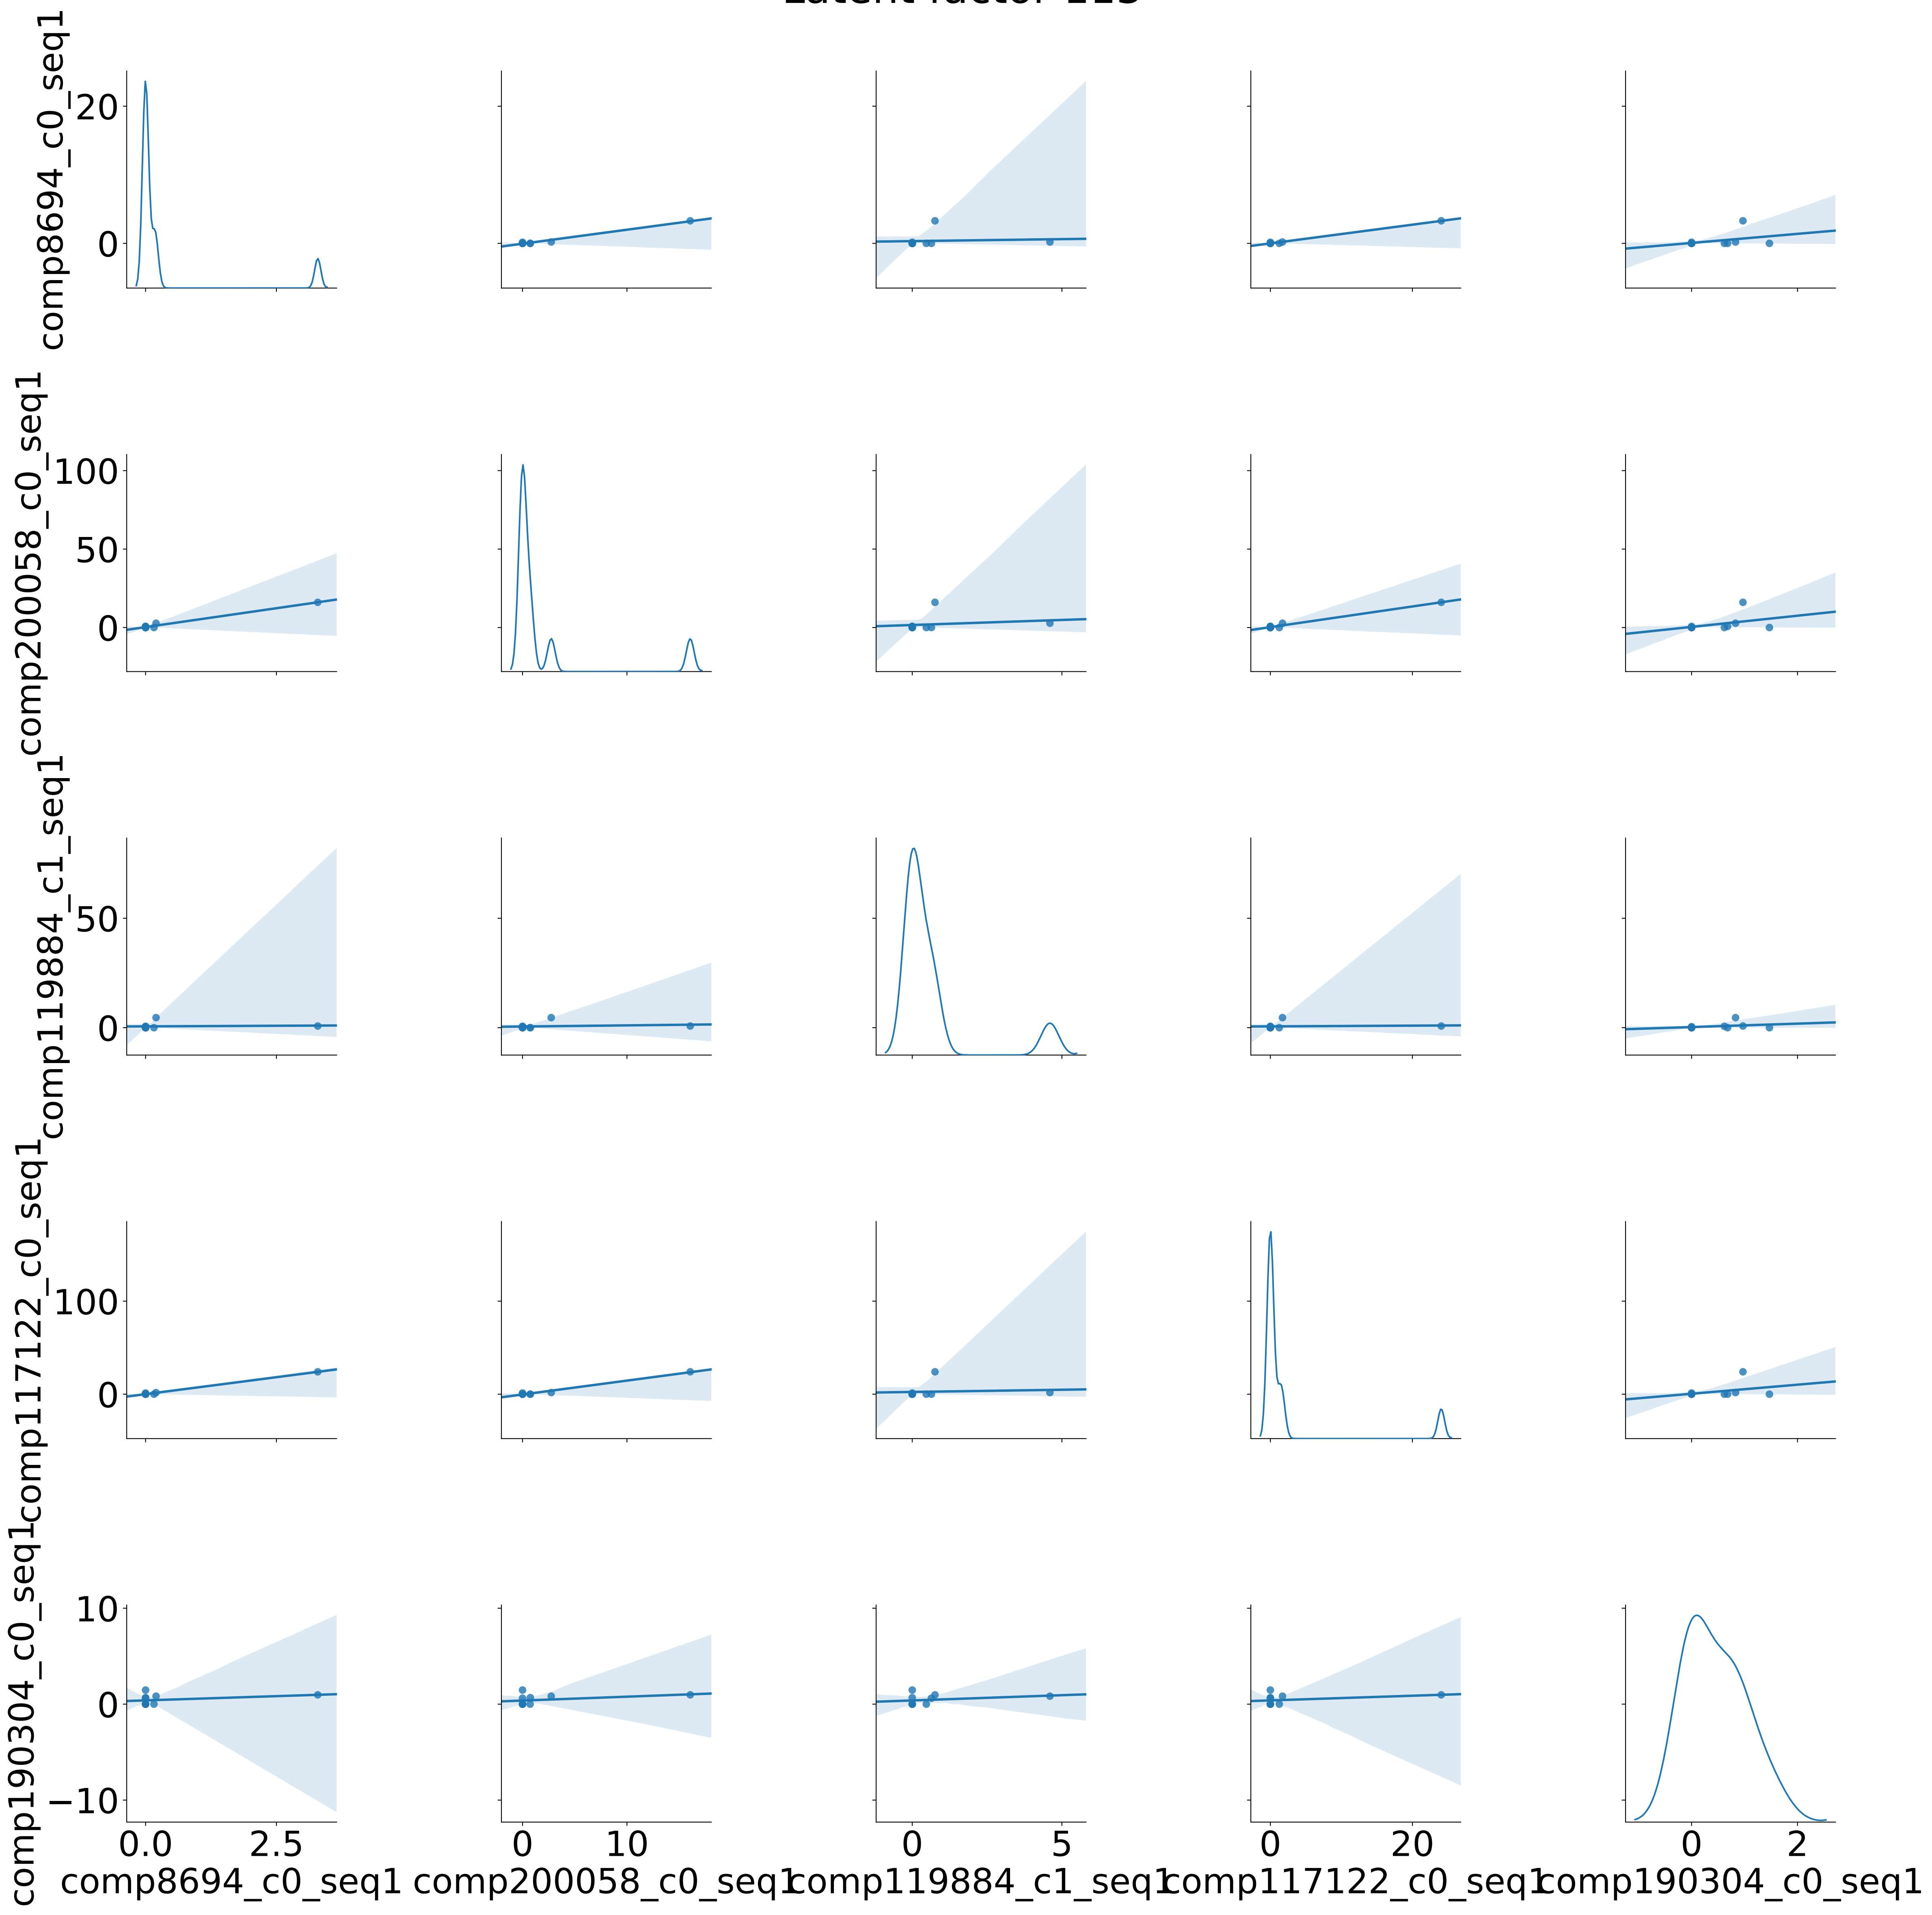 comp8694_c0_seq1
20
0
comp200058_c0_seq1
100
50
0
comp119884_c1_seq1
50
0
comp117122_c0_seq1
100
0
comp190304_c0_seq1
10
0
−10
0.0 2.5 0 10 0 5 0 20 0 2
comp8694_c0_seq1 comp200058_c0_seq1 comp119884_c1_seq1 comp117122_c0_seq1 comp190304_c0_seq1